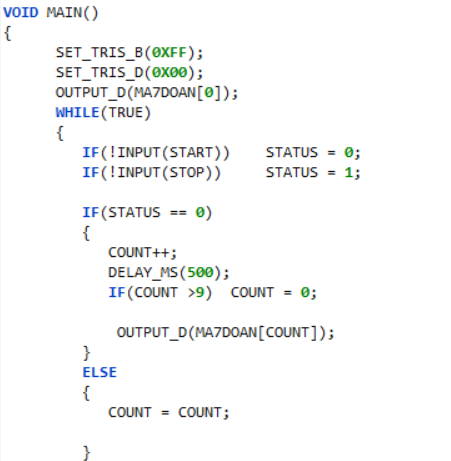 VOID MAIN()
{
SET_TRIS_B(0XFF);
SET_TRIS_D(0X00);
OUTPUT_D(MA7DOAN[0]);
WHILE(TRUE)
{
IF(!INPUT(START)) STATUS = 0;
IF(!INPUT(STOP)) STATUS = 1;
IF(STATUS == 0)
{
COUNT++;
DELAY_MS(500);
IF(COUNT >9) COUNT = 0;
OUTPUT_D(MA7DOAN[COUNT]);
}
ELSE
{
COUNT = COUNT;
}